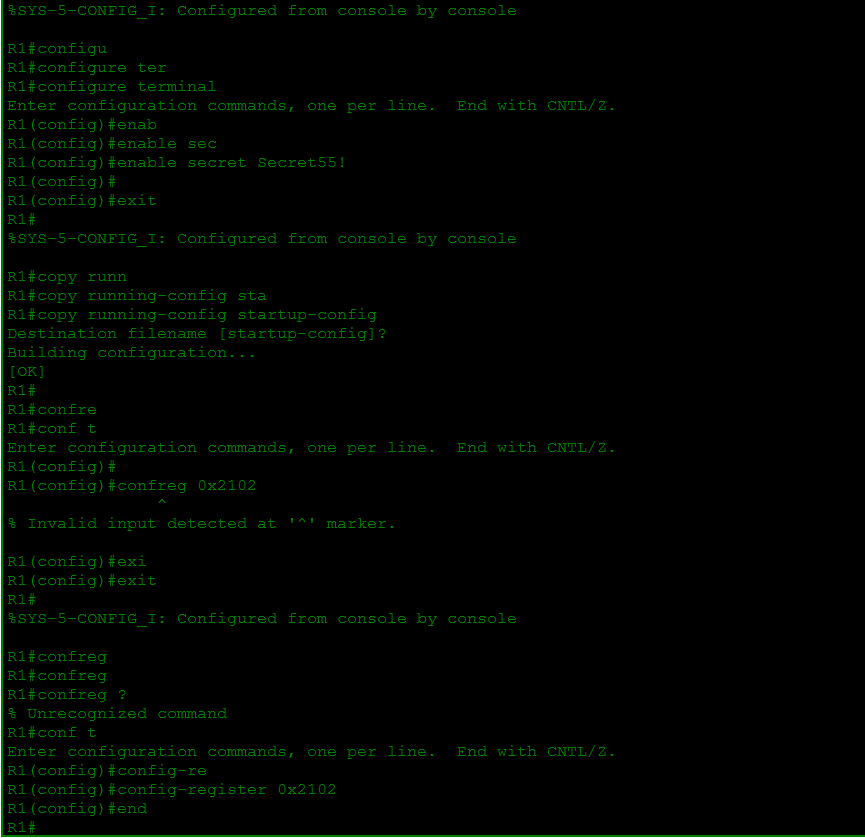 %SYS-5-CONFIG_I: Configured from console by console
R1#configu
R1#configure ter
R1#configure terminal
Enter configuration commands, one per line.  End with CNTL/Z.
R1(config)#enab
R1(config)#enable sec
R1(config)#enable secret Secret55!
R1(config)#
R1(config)#exit
R1#
%SYS-5-CONFIG_I: Configured from console by console
R1#copy runn
R1#copy running-config sta
R1#copy running-config startup-config
Destination filename [startup-config]?
Building configuration...
[OK]
R1#
R1#confre
R1#conf t
Enter configuration commands, one per line.  End with CNTL/Z.
R1(config)#
R1(config)#confreg 0x2102
^
% Invalid input detected at '^' marker.
R1(config)#exi
R1(config)#exit
R1#
%SYS-5-CONFIG_I: Configured from console by console
R1#confreg
R1#confreg
R1#confreg ?
% Unrecognized command
R1#conf t
Enter configuration commands, one per line.  End with CNTL/Z.
R1(config)#config-re
R1(config)#config-register 0x2102
R1(config)#end
R1#